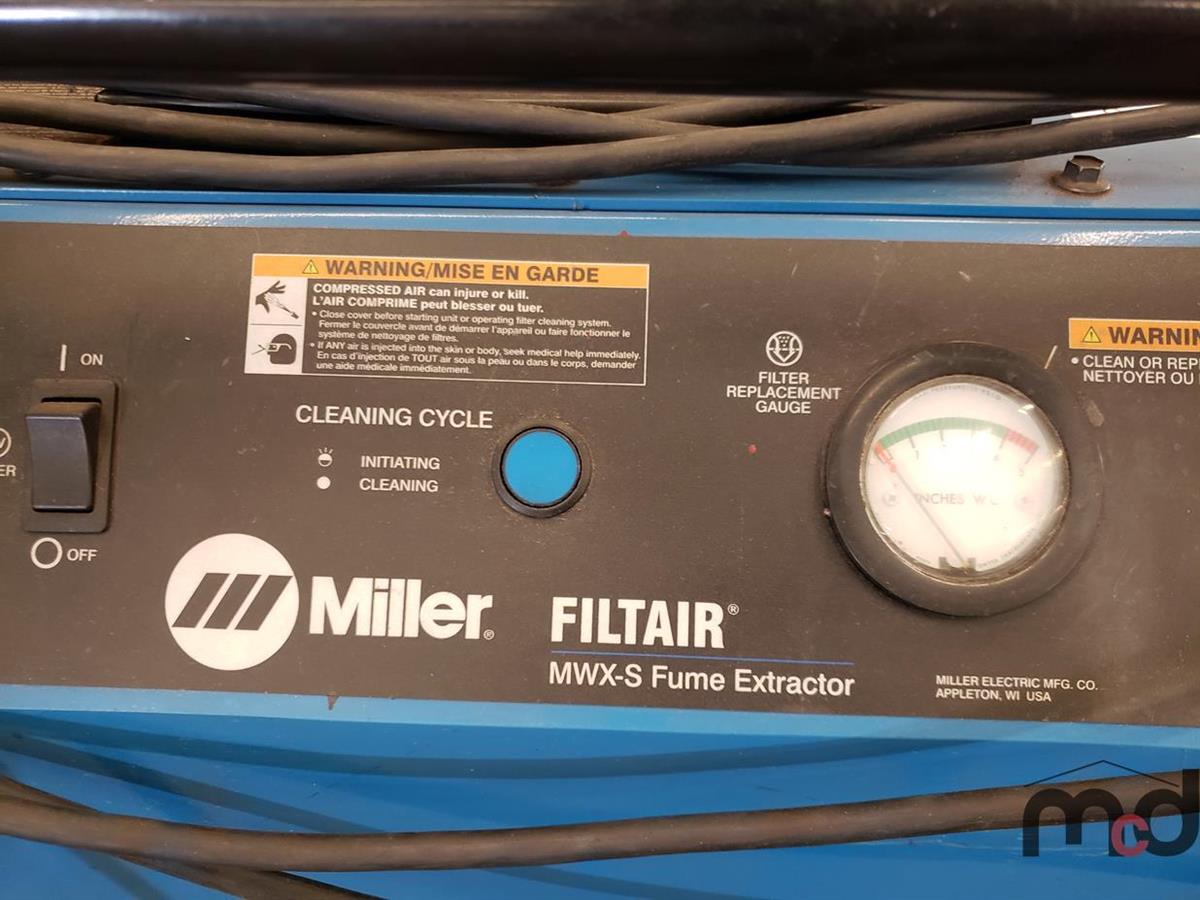 WARNING/MISE EN GARDE
COMPRESSED AIR can injure or kill.
L'AIR COMPRIME peut blesser ou tuer.
• Close cover before starting unit or operating filter cleaning system.
Fermer le couvercle avant de démarrer l'appareil ou faire fonctionner le
système de nettoyage de filtres.
• If ANY air is injected into the skin or body, seek medical help immediately.
En cas d'injection de TOUT air sous la peau ou dans le corps, demander
une aide médicale immédiatement.
ON
OFF
CLEANING CYCLE
INITIATING
CLEANING
FILTER
REPLACEMENT
GAUGE
INCHES W C
WARNIN
• CLEAN OR REP
NETTOYER OU
Miller®
FILTAIR®
MWX-S Fume Extractor
MILLER ELECTRIC MFG. CO.
APPLETON, WI USA
mcd